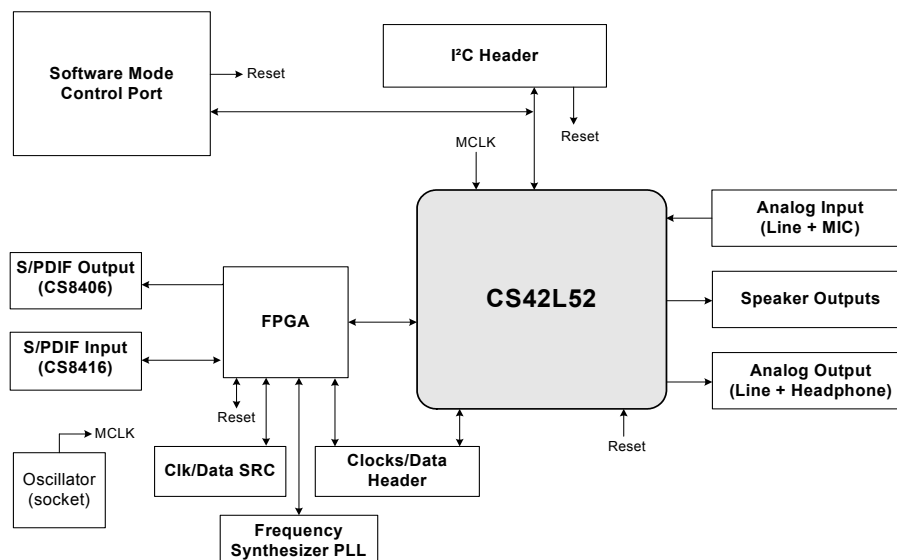 Software Mode
Control Port
Reset
I²C Header
Reset
MCLK
Analog Input
(Line + MIC)
S/PDIF Output
(CS8406)
FPGA
CS42L52
Speaker Outputs
S/PDIF Input
(CS8416)
Analog Output
(Line + Headphone)
Reset
MCLK
Reset
Oscillator
(socket)
Clk/Data SRC
Clocks/Data
Header
Frequency
Synthesizer PLL